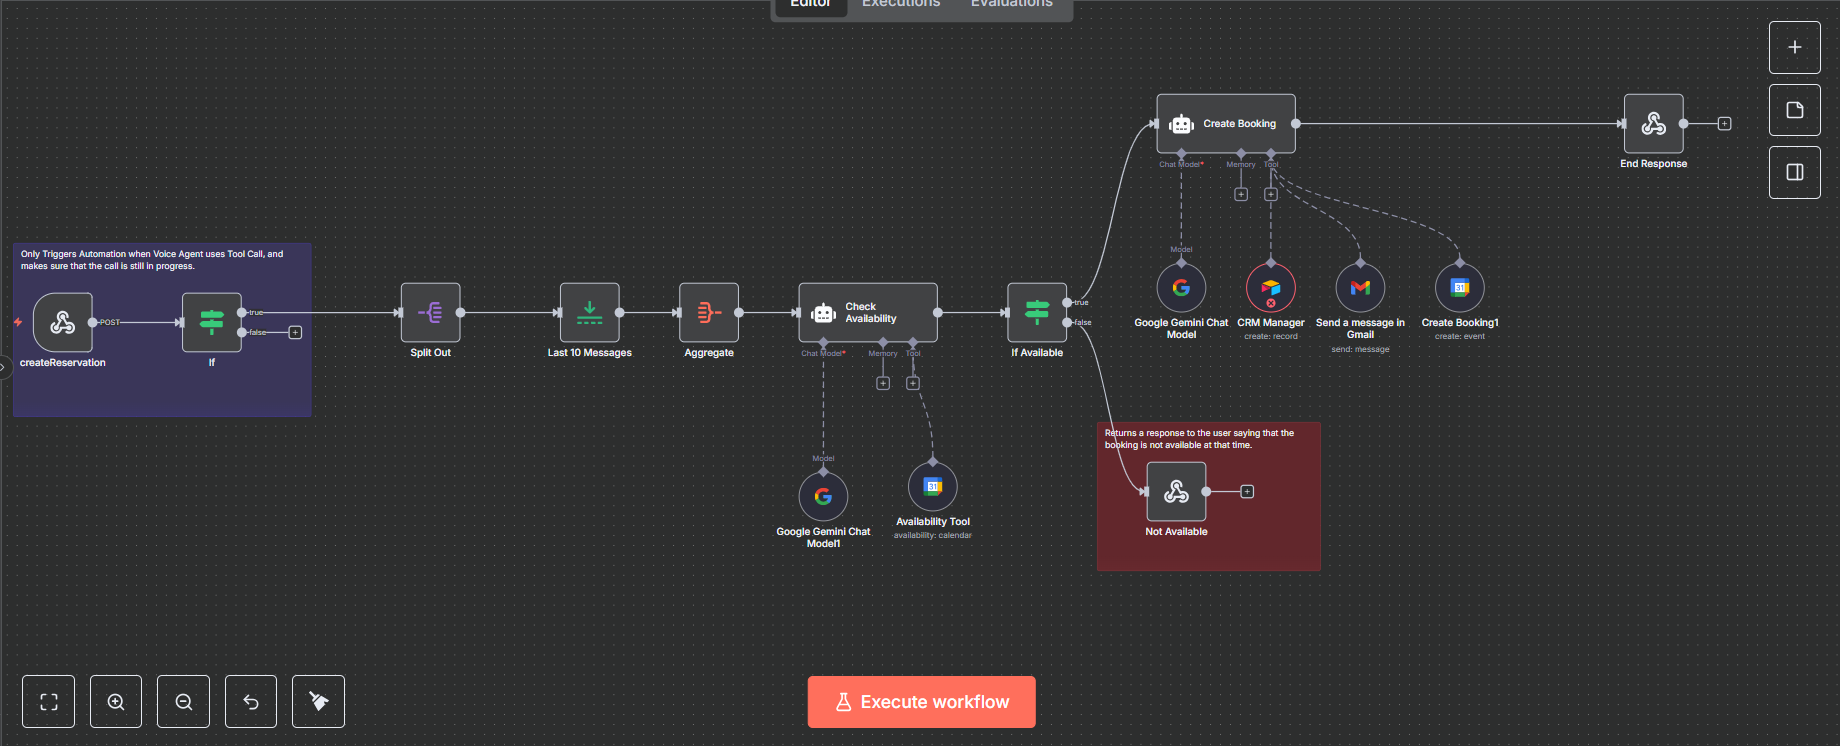 Editor Executions Evaluations
Only Triggers Automation when Voice Agent uses Tool Call, and
makes sure that the call is still in progress.
createReservation
POST
If
true
false
Split Out
Last 10 Messages
Aggregate
Check
Availability
Chat Model*
Memory
Tool
Model
Google Gemini Chat
Model1
31
Availability Tool
availability: calendar
If Available
true
false
Create Booking
Chat Model*
Memory
Tool
Model
Google Gemini Chat
Model
CRM Manager
create: record
Send a message in
Gmail
send: message
31
Create Booking1
create: event
End Response
Returns a response to the user saying that the
booking is not available at that time.
Not Available
Execute workflow